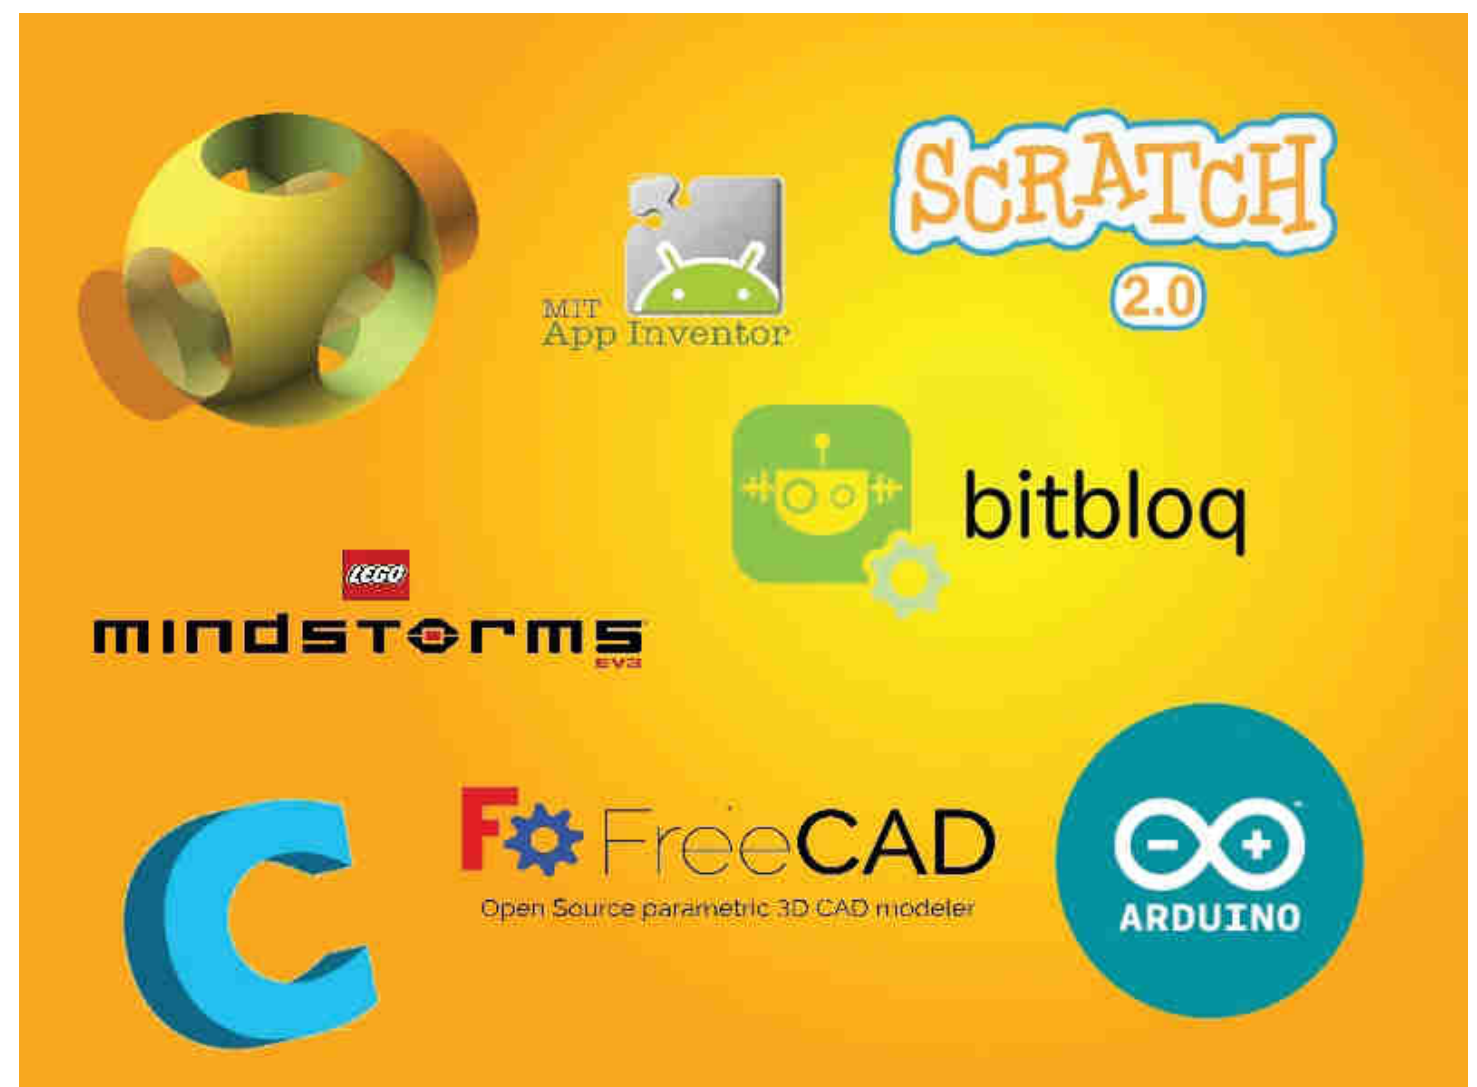 SCRATCH
2.0
MIT
App Inventor
bitbloq
LEGO
mindstorms
EV3
C
FreeCAD
Open Source parametric 3D CAD modeler
ARDUINO